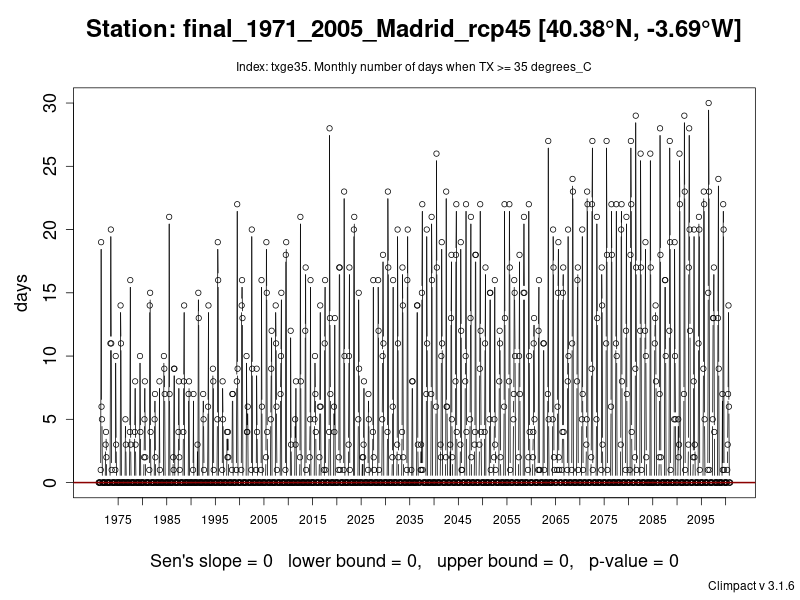 Station: final_1971_2005_Madrid_rcp45 [40.38°N, -3.69°W]
Index: txge35. Monthly number of days when TX >= 35 degrees_C
30
25
20
15
10
5
0
days
1975 1985 1995 2005 2015 2025 2035 2045 2055 2065 2075 2085 2095
Sen's slope = 0 lower bound = 0, upper bound = 0, p-value = 0
Climpact v 3.1.6